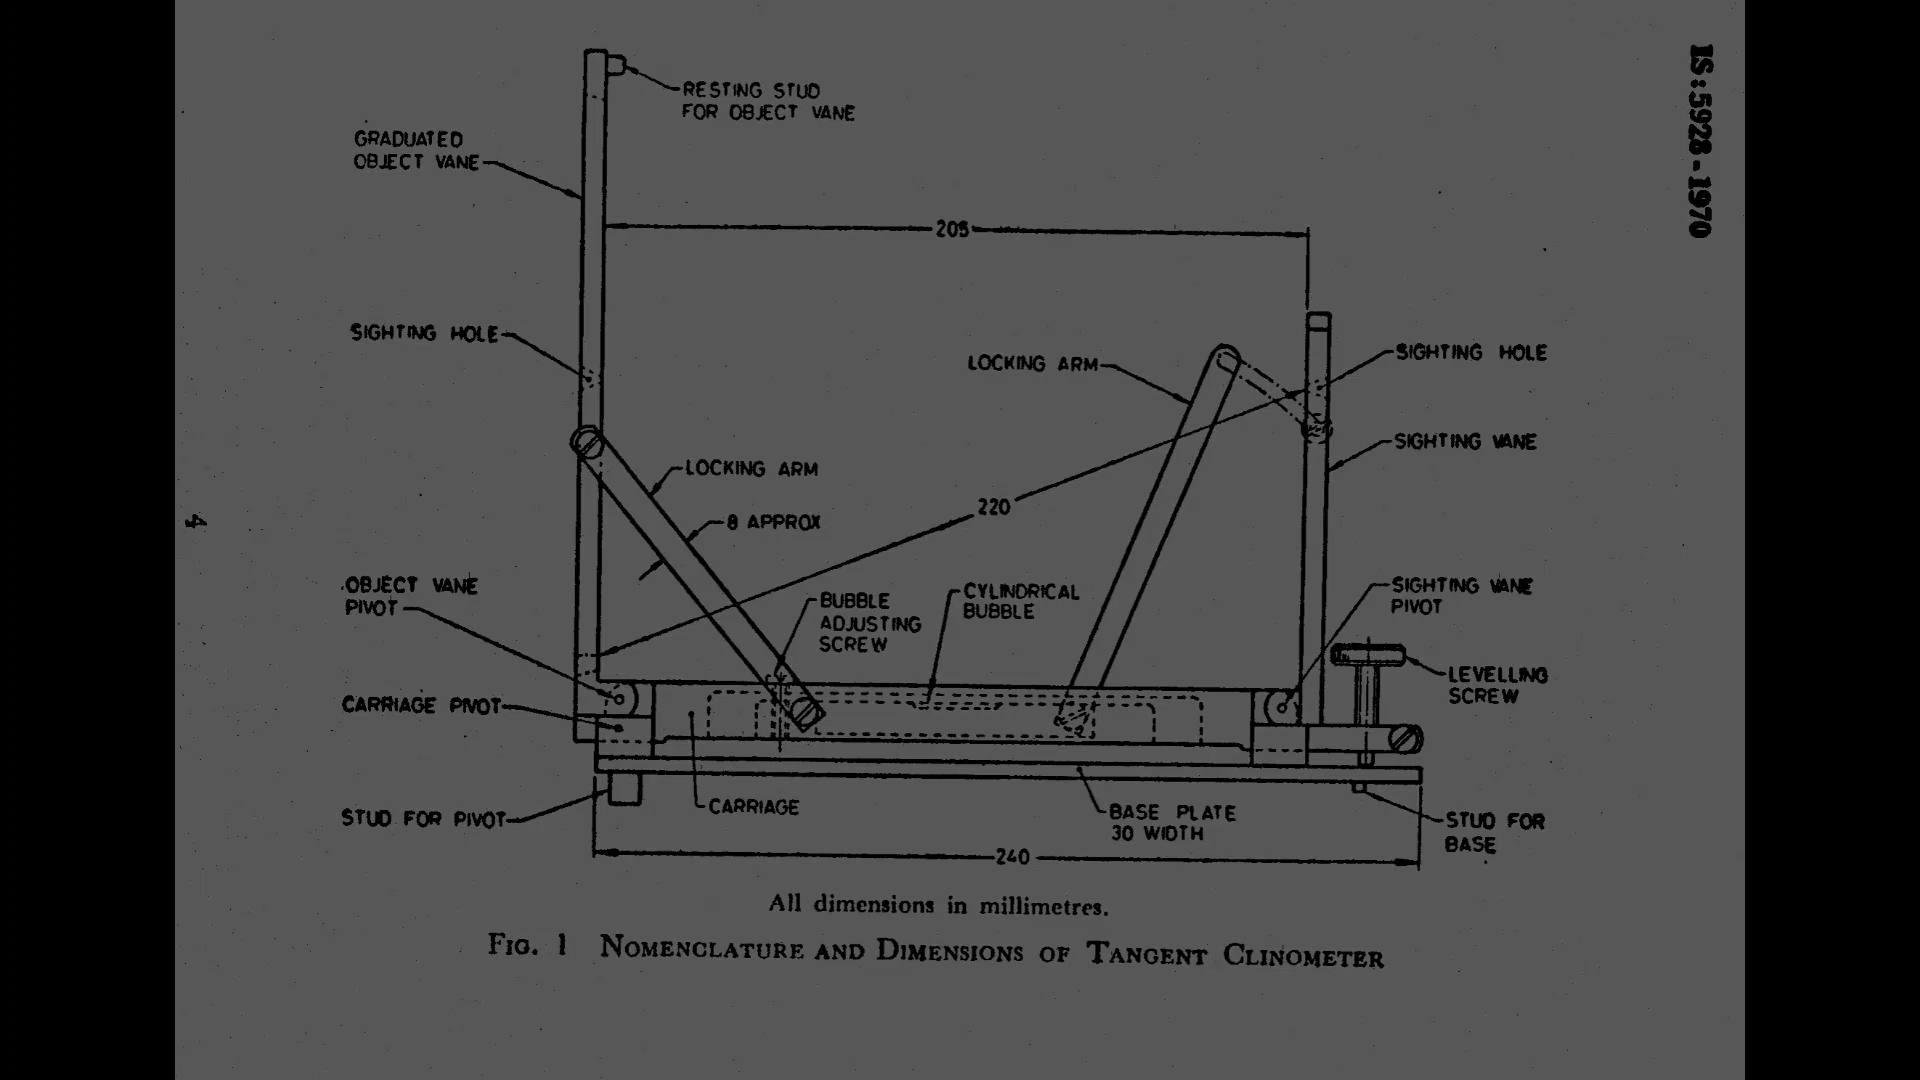 IS:5928-1970
RESTING STUD
FOR OBJECT VANE
GRADUATED
OBJECT VANE
205
SIGHTING HOLE
LOCKING ARM
SIGHTING HOLE
SIGHTING VANE
LOCKING ARM
8 APPROX
220
4
OBJECT VANE
PIVOT
BUBBLE
ADJUSTING
SCREW
CYLINDRICAL
BUBBLE
SIGHTING VANE
PIVOT
LEVELLING
SCREW
CARRIAGE PIVOT
STUD FOR PIVOT
CARRIAGE
BASE PLATE
30 WIDTH
STUD FOR
BASE
240
All dimensions in millimetres.
FIG. 1 NOMENCLATURE AND DIMENSIONS OF TANGENT CLINOMETER